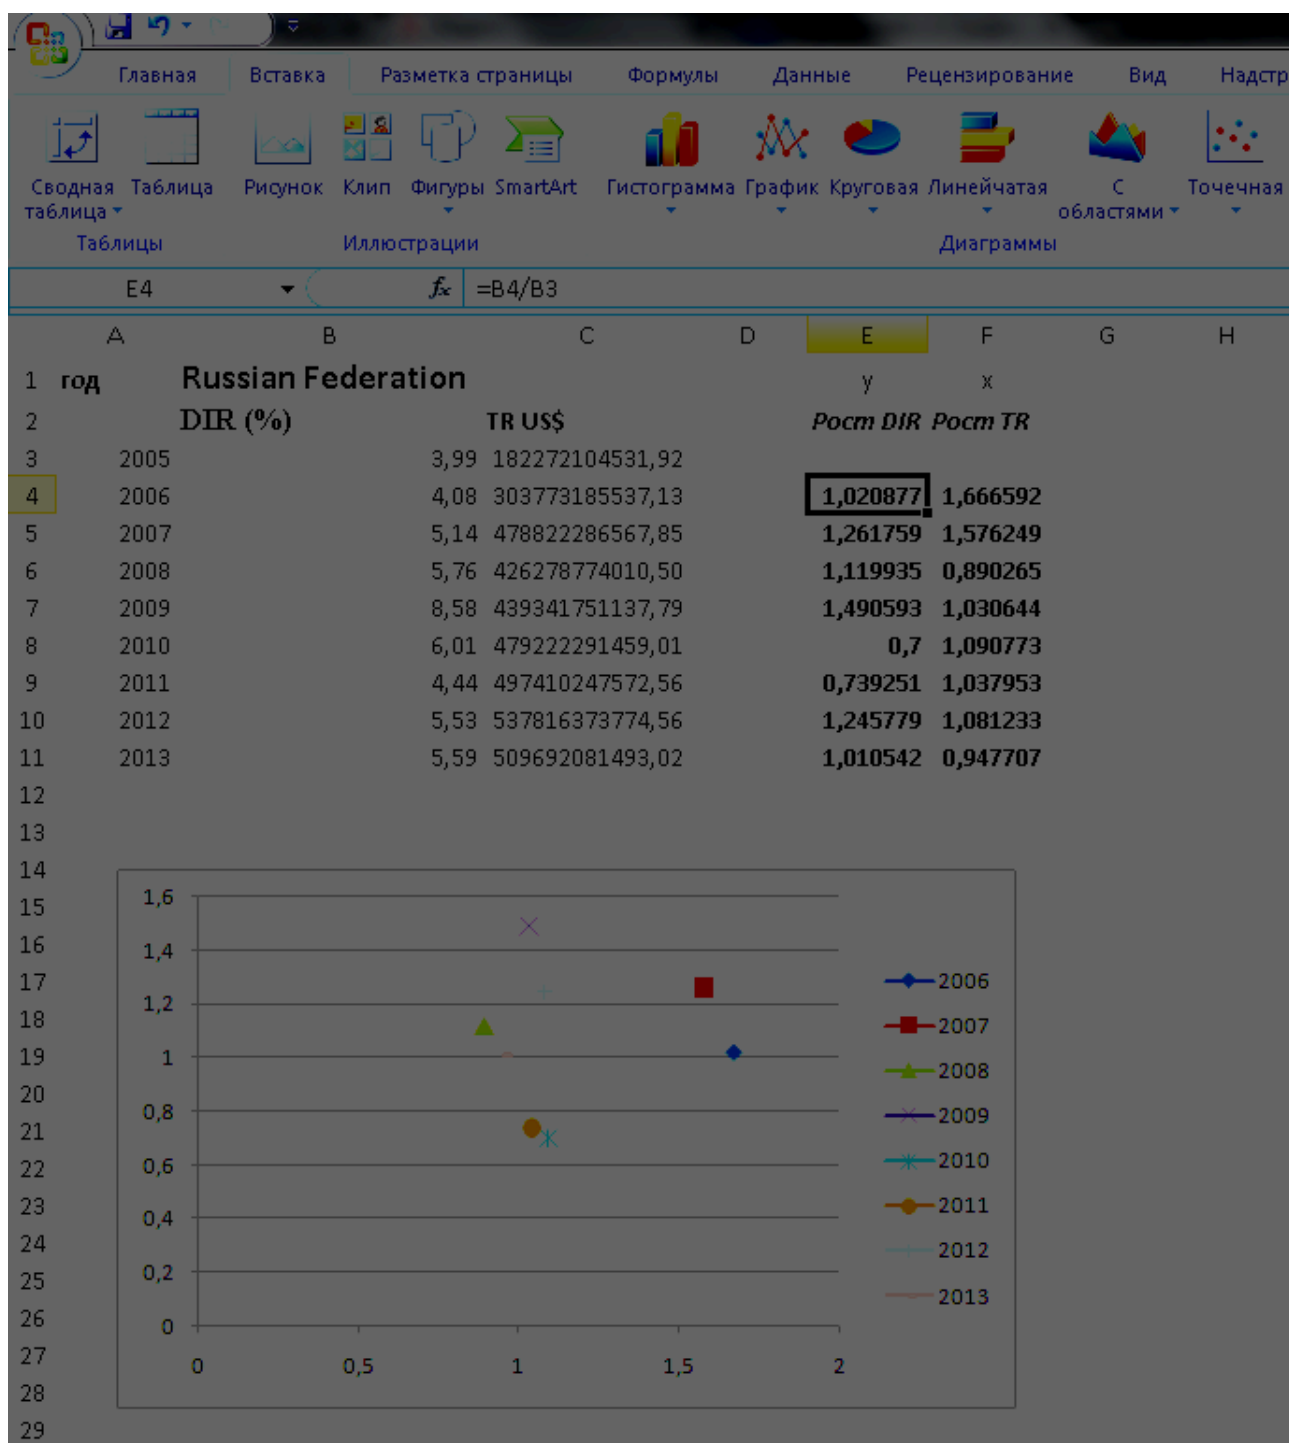 Главная Вставка Разметка страницы Формулы Данные Рецензирование Вид Надстр
Сводная таблица Таблица Рисунок Клип Фигуры SmartArt Гистограмма График Круговая Линейчатая С областями Точечная
Таблицы Иллюстрации Диаграммы
E4 fx =B4/B3
A B C D E F G H
1 год Russian Federation y x
2 DIR (%) TR US$ Рост DIR Рост TR
3 2005 3,99 182272104531,92
4 2006 4,08 303773185537,13 1,020877 1,666592
5 2007 5,14 478822286567,85 1,261759 1,576249
6 2008 5,76 426278774010,50 1,119935 0,890265
7 2009 8,58 439341751137,79 1,490593 1,030644
8 2010 6,01 479222291459,01 0,7 1,090773
9 2011 4,44 497410247572,56 0,739251 1,037953
10 2012 5,53 537816373774,56 1,245779 1,081233
11 2013 5,59 509692081493,02 1,010542 0,947707
12
13
14
15 1,6
16 1,4
17 2006
18 1,2 2007
19 1 2008
20
21 0,8 2009
22 0,6 2010
23 0,4 2011
24 2012
25 0,2 2013
26 0
27 0 0,5 1 1,5 2
28
29